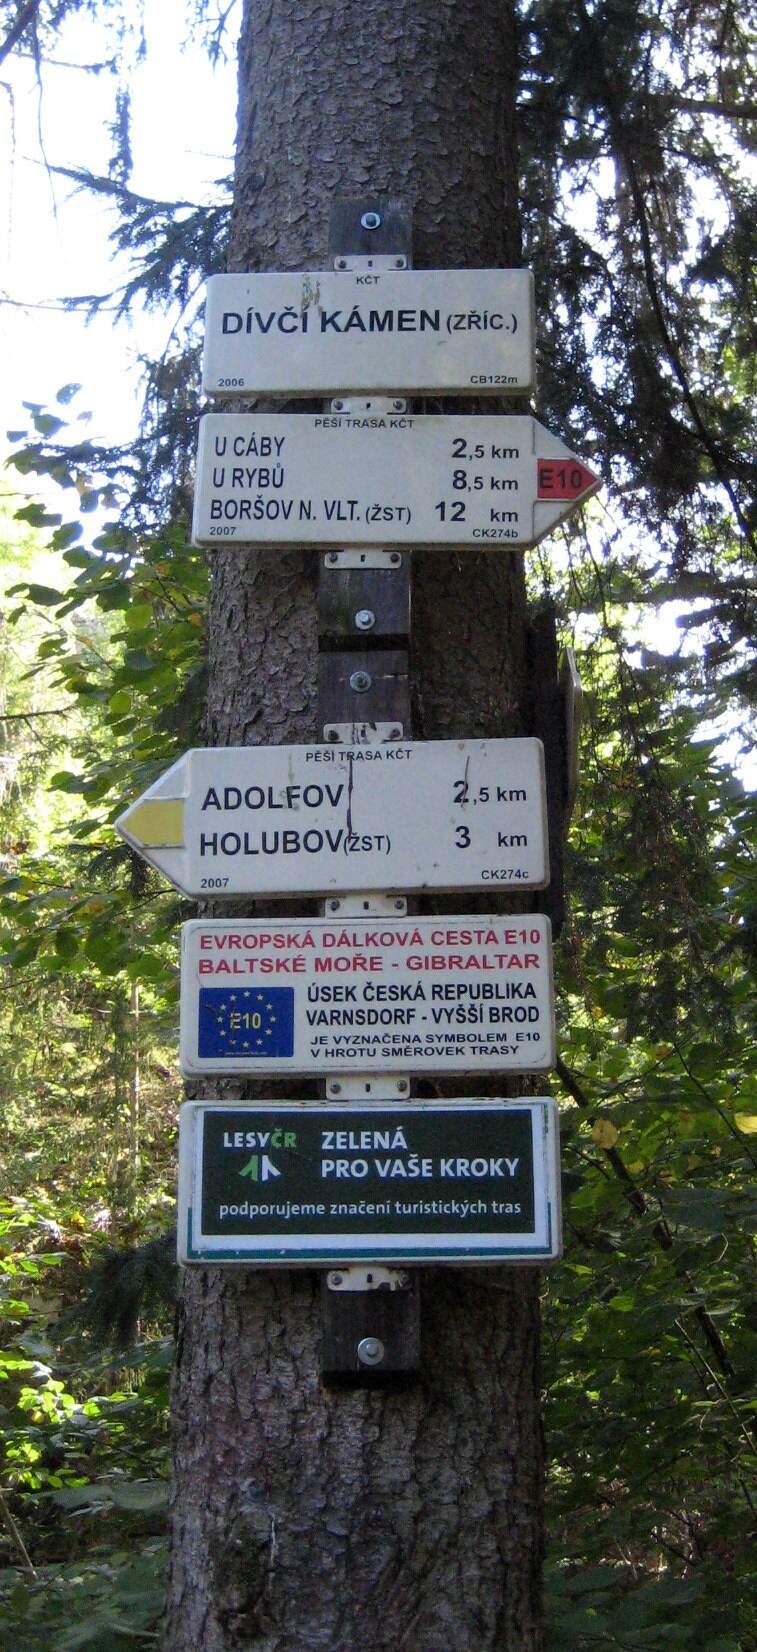 KČT
DÍVČÍ KÁMEN (ZŘÍC.)
2006 CB122m
PĚŠÍ TRASA KČT
U CÁBY 2,5 km
U RYBŮ 8,5 km
E10
BORŠOV N. VLT. (ŽST) 12 km
2007 CK274b
PĚŠÍ TRASA KČT
ADOLFOV 2,5 km
HOLUBOV (ŽST) 3 km
2007 CK274c
EVROPSKÁ DÁLKOVÁ CESTA E10
BALTSKÉ MOŘE - GIBRALTAR
E10
ÚSEK ČESKÁ REPUBLIKA
VARNSDORF - VYŠŠÍ BROD
JE VYZNAČENA SYMBOLEM E10
V HROTU SMĚROVEK TRASY
LESYČR
ZELENÁ
PRO VAŠE KROKY
podporujeme značení turistických tras